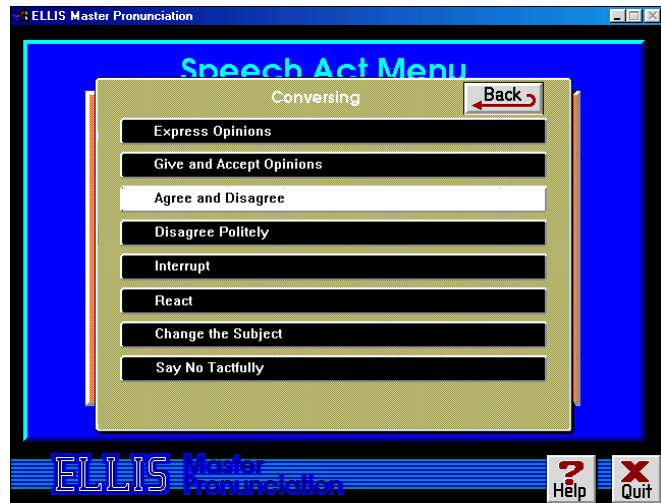 ELLIS Master Pronunciation
Speech Act Menu
Conversing
Back
Express Opinions
Give and Accept Opinions
Agree and Disagree
Disagree Politely
Interrupt
React
Change the Subject
Say No Tactfully
ELLIS Master
Pronunciation
Help
Quit